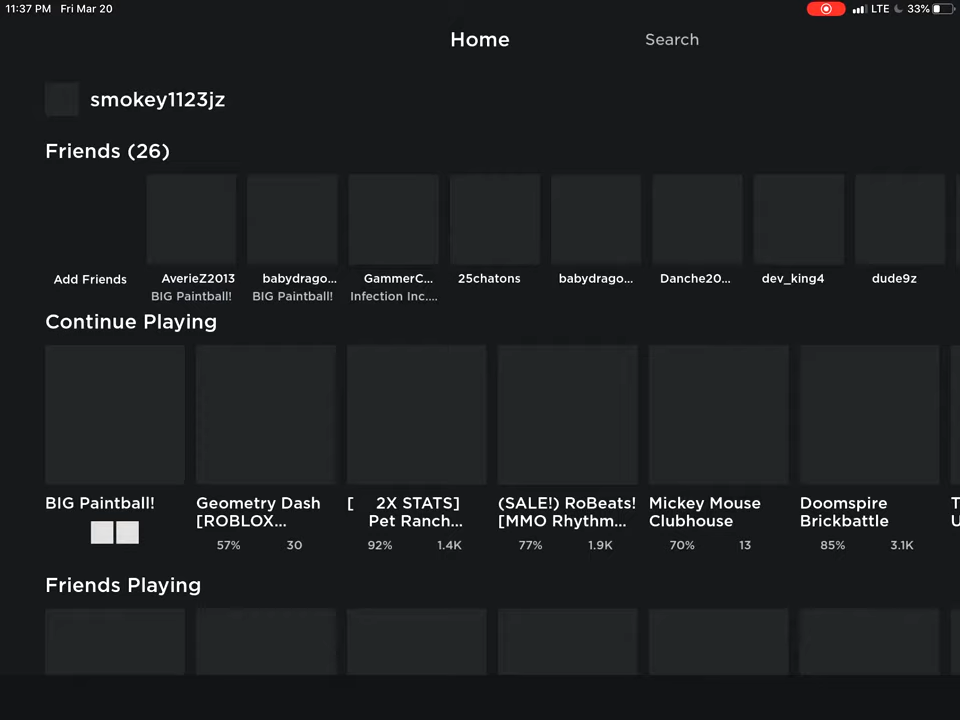 11:37 PM Fri Mar 20 LTE 33%
Home Search
smokey1123jz
Friends (26)
Add Friends AverieZ2013 babydrago... GammerC... 25chatons babydrago... Danche20... dev_king4 dude9z
BIG Paintball! BIG Paintball! Infection Inc....
Continue Playing
BIG Paintball! Geometry Dash [ 2X STATS] (SALE!) RoBeats! Mickey Mouse Doomspire
[ROBLOX... Pet Ranch... [MMO Rhythm... Clubhouse Brickbattle
57% 30 92% 1.4K 77% 1.9K 70% 13 85% 3.1K
Friends Playing